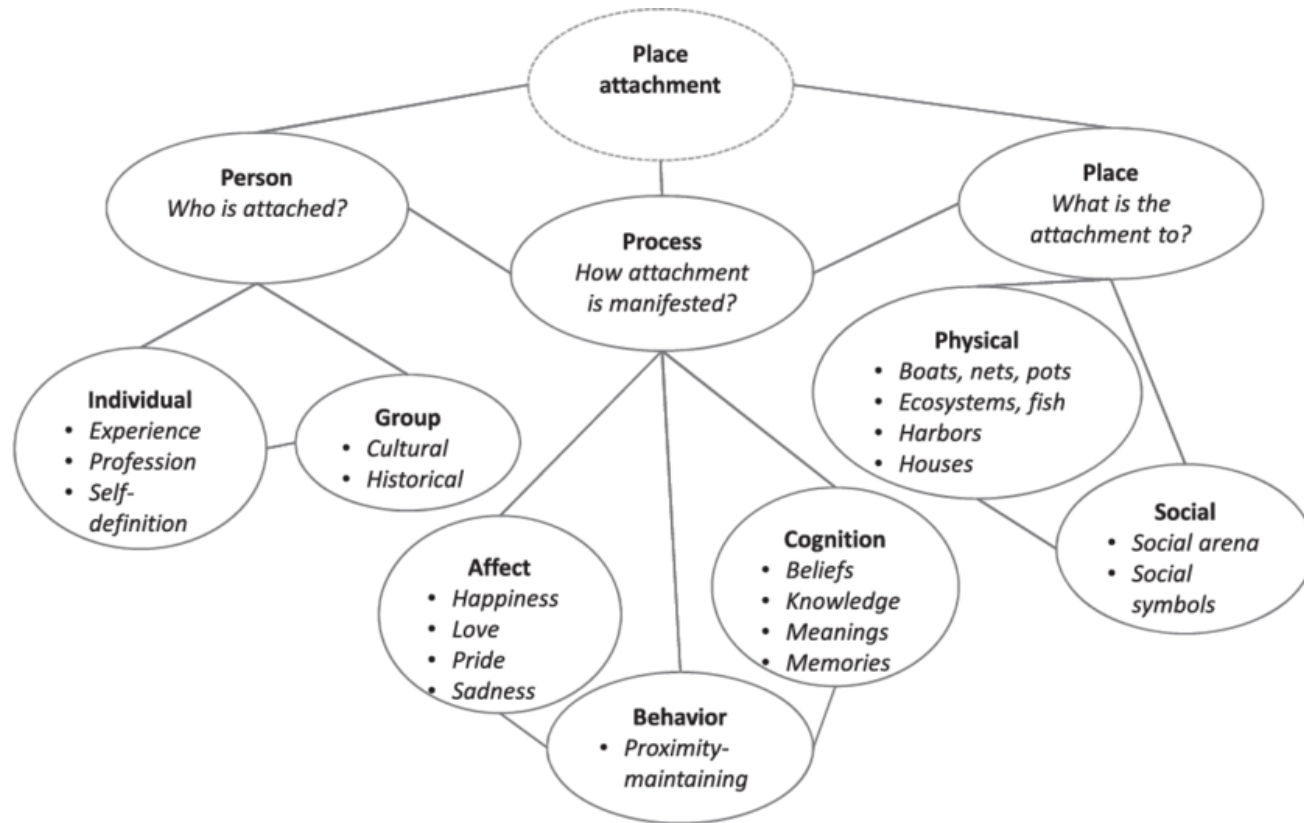 Place
attachment
Person
Who is attached?
Process
How attachment
is manifested?
Place
What is the
attachment to?
Individual
• Experience
• Profession
• Self-
definition
Group
• Cultural
• Historical
Affect
• Happiness
• Love
• Pride
• Sadness
Behavior
• Proximity-
maintaining
Cognition
• Beliefs
• Knowledge
• Meanings
• Memories
Physical
• Boats, nets, pots
• Ecosystems, fish
• Harbors
• Houses
Social
• Social arena
• Social
symbols